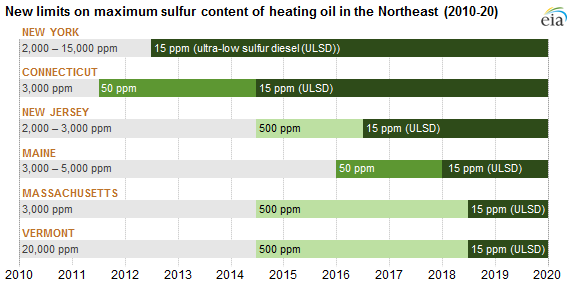 New limits on maximum sulfur content of heating oil in the Northeast (2010-20)
eia
NEW YORK
2,000 – 15,000 ppm 15 ppm (ultra-low sulfur diesel (ULSD))
CONNECTICUT
3,000 ppm 50 ppm 15 ppm (ULSD)
NEW JERSEY
2,000 – 3,000 ppm 500 ppm 15 ppm (ULSD)
MAINE
3,000 – 5,000 ppm 50 ppm 15 ppm (ULSD)
MASSACHUSETTS
3,000 ppm 500 ppm 15 ppm (ULSD)
VERMONT
20,000 ppm 500 ppm 15 ppm (ULSD)
2010 2011 2012 2013 2014 2015 2016 2017 2018 2019 2020